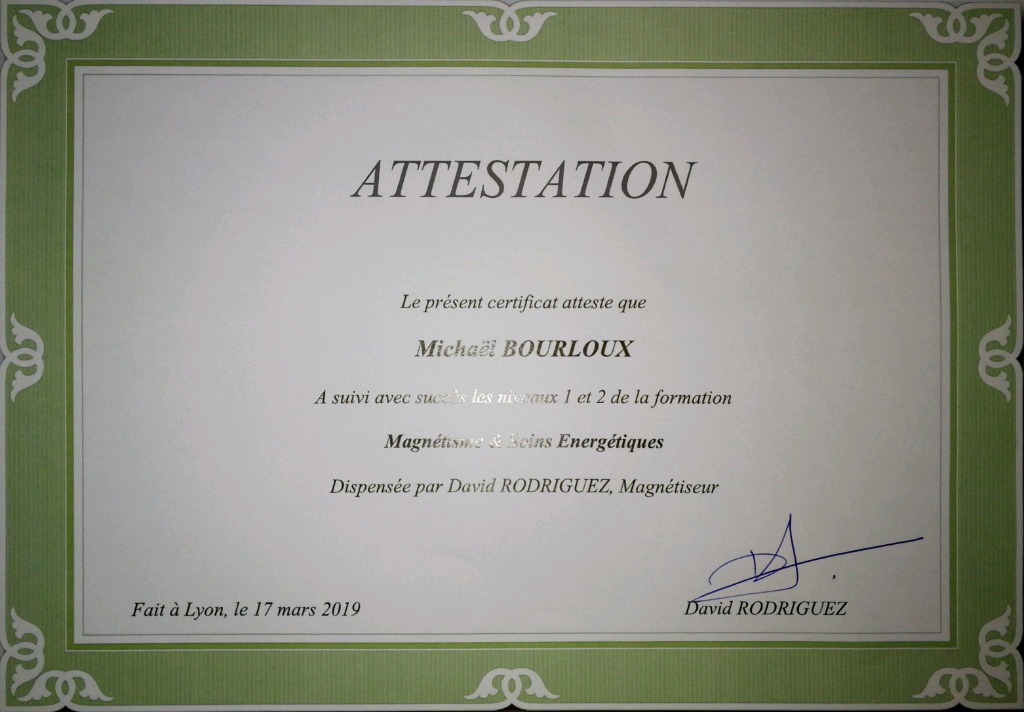 ATTESTATION
Le présent certificat atteste que
Michaël BOURLOUX
A suivi avec succès les niveaux 1 et 2 de la formation
Magnétisme & Soins Energétiques
Dispensée par David RODRIGUEZ, Magnétiseur
Fait à Lyon, le 17 mars 2019
David RODRIGUEZ